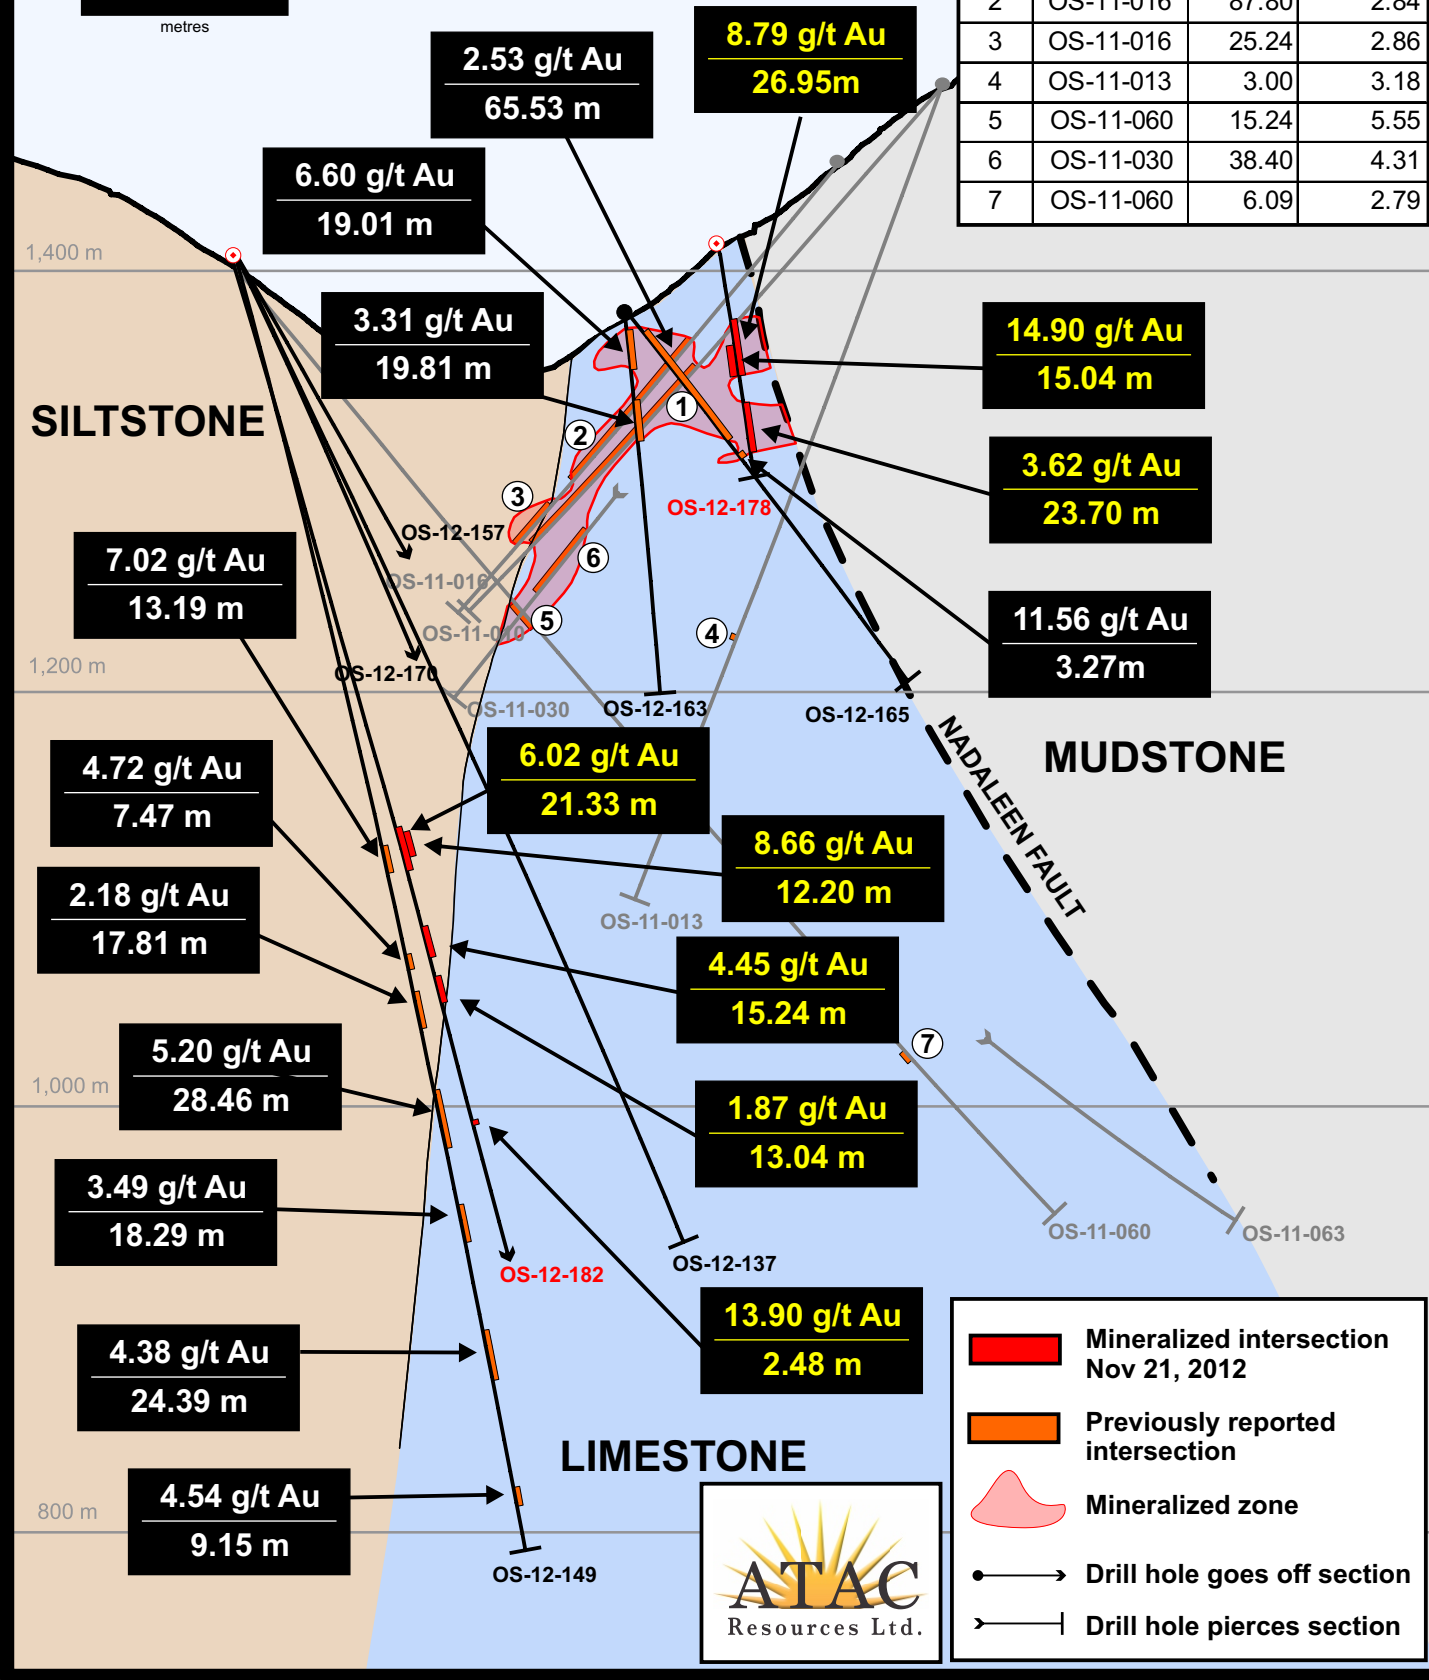 metres
2 OS-11-016 87.80 2.84
3 OS-11-016 25.24 2.86
4 OS-11-013 3.00 3.18
5 OS-11-060 15.24 5.55
6 OS-11-030 38.40 4.31
7 OS-11-060 6.09 2.79
8.79 g/t Au
26.95m
2.53 g/t Au
65.53 m
6.60 g/t Au
19.01 m
1,400 m
3.31 g/t Au
19.81 m
14.90 g/t Au
15.04 m
SILTSTONE
1
2
3.62 g/t Au
23.70 m
3
OS-12-178
OS-12-157
7.02 g/t Au
13.19 m
6
OS-11-016
11.56 g/t Au
3.27m
5
4
OS-11-010
1,200 m
OS-12-170
OS-11-030
OS-12-163
OS-12-165
NADALEEN FAULT
MUDSTONE
6.02 g/t Au
21.33 m
4.72 g/t Au
7.47 m
8.66 g/t Au
12.20 m
2.18 g/t Au
17.81 m
OS-11-013
4.45 g/t Au
15.24 m
7
5.20 g/t Au
28.46 m
1,000 m
1.87 g/t Au
13.04 m
3.49 g/t Au
18.29 m
OS-11-060
OS-11-063
OS-12-137
OS-12-182
13.90 g/t Au
2.48 m
4.38 g/t Au
24.39 m
Mineralized intersection
Nov 21, 2012
Previously reported
intersection
Mineralized zone
Drill hole goes off section
Drill hole pierces section
LIMESTONE
4.54 g/t Au
9.15 m
800 m
OS-12-149
ATAC
Resources Ltd.